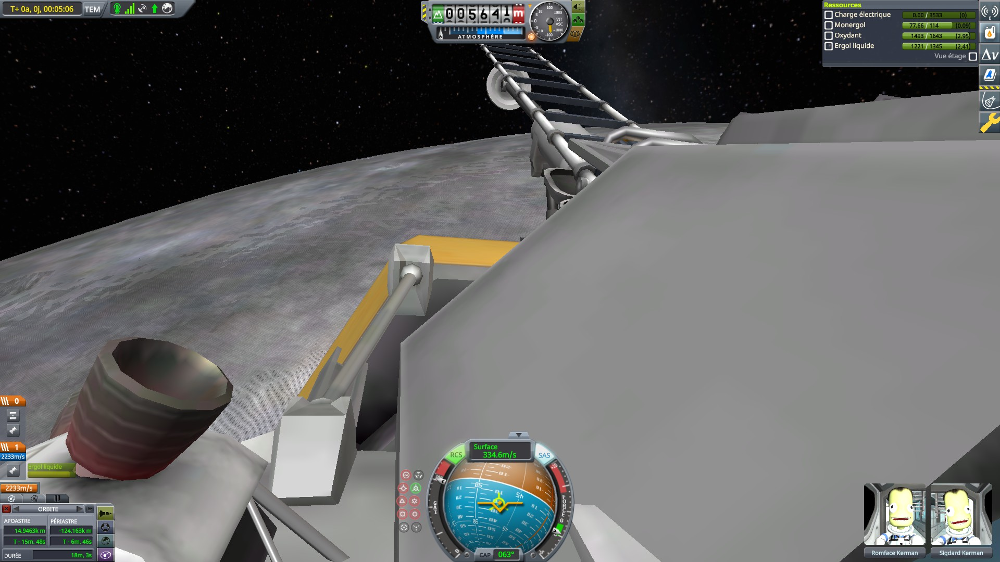 T+ 0a, 0j, 00:05:06
TEM
005641 m
ATMOSPHÈRE
VIT
ASC
Ressources
Charge électrique 0.00 / 3533 (0)
Monergol 77.66 / 114 (0.09)
Oxydant 1493 / 1643 (2.95)
Ergol liquide 1221 / 1345 (2.41)
Vue étage
0
Δv
0
1
2233m/s
Ergol liquide
2233m/s
ORBITE
APOASTRE
PÉRIASTRE
14.9463k m
-124.163k m
T - 15m, 48s
T - 6m, 46s
DURÉE
18m, 3s
RCS
Surface
334.6m/s
SAS
GAZ
FORCE G
CAP 063°
Romface Kerman
Sigdard Kerman